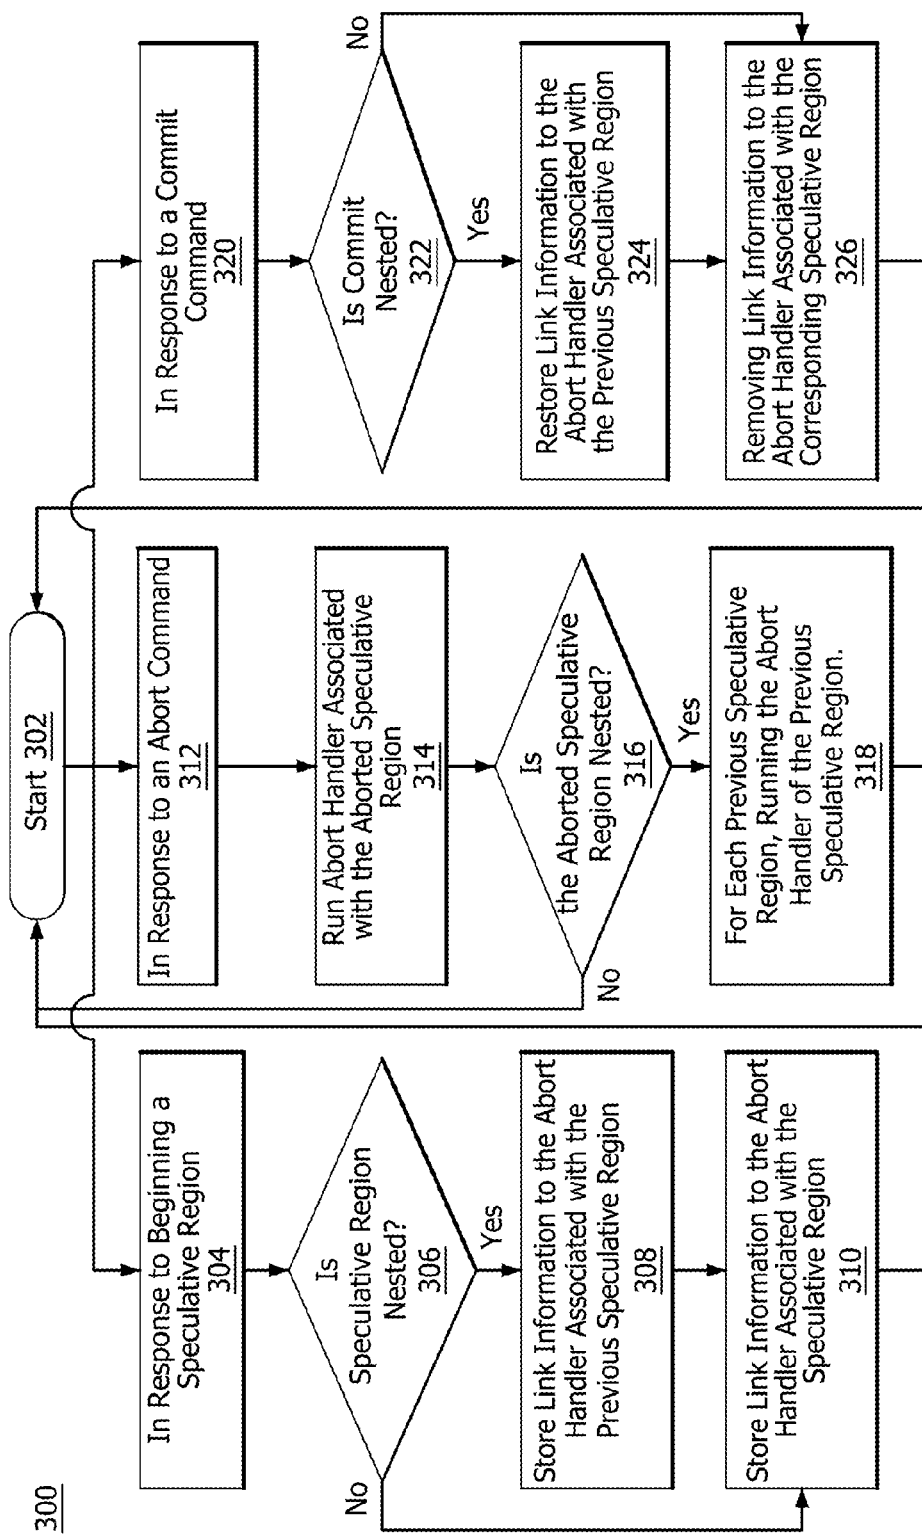 300
Start 302
In Response to Beginning a
Speculative Region
304
Is
Speculative Region
Nested?
306
No
Yes
Store Link Information to the Abort
Handler Associated with the
Previous Speculative Region
308
Store Link Information to the Abort
Handler Associated with the
Speculative Region
310
In Response to an Abort Command
312
Run Abort Handler Associated
with the Aborted Speculative
Region
314
Is
the Aborted Speculative
Region Nested?
316
No
Yes
For Each Previous Speculative
Region, Running the Abort
Handler of the Previous
Speculative Region.
318
In Response to a Commit
Command
320
Is Commit
Nested?
322
No
Yes
Restore Link Information to the
Abort Handler Associated with
the Previous Speculative Region
324
Removing Link Information to the
Abort Handler Associated with the
Corresponding Speculative Region
326